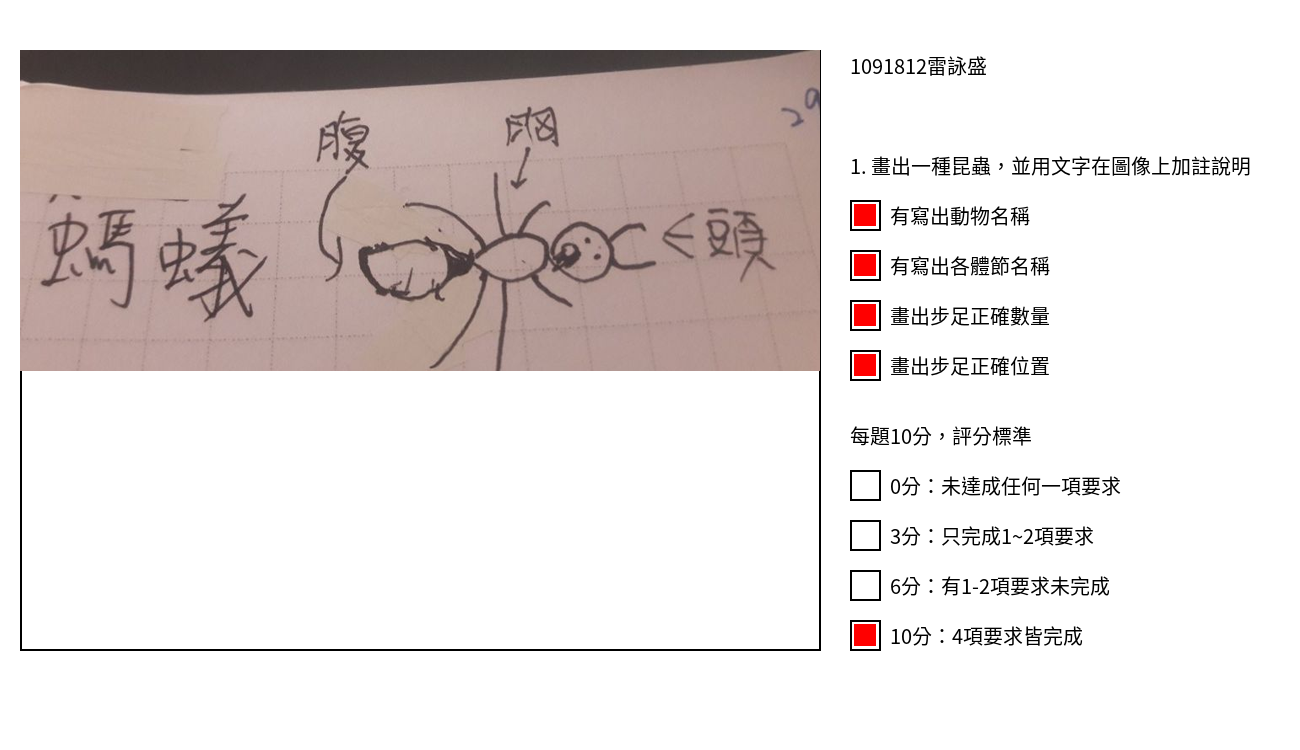 腹
胸
29
螞蟻
頭
1091812雷詠盛
1. 畫出一種昆蟲，並用文字在圖像上加註說明
有寫出動物名稱
有寫出各體節名稱
畫出步足正確數量
畫出步足正確位置
每題10分，評分標準
0分：未達成任何一項要求
3分：只完成1~2項要求
6分：有1-2項要求未完成
10分：4項要求皆完成